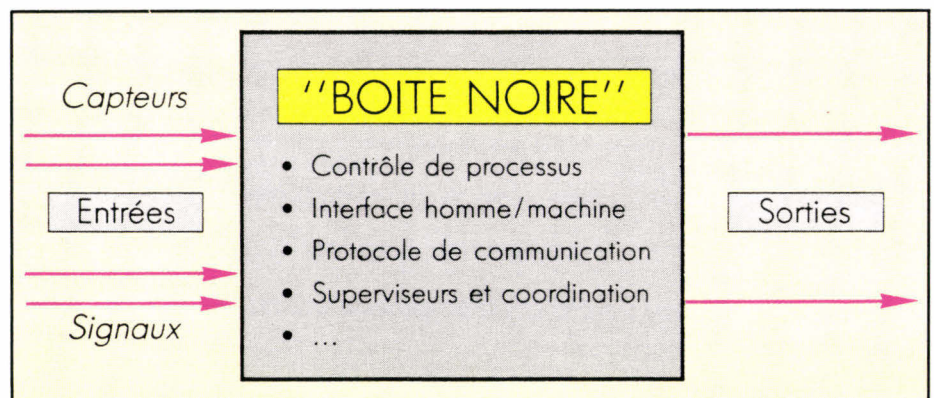 Capteurs
Entrées
Signaux
''BOITE NOIRE''
• Contrôle de processus
• Interface homme/machine
• Protocole de communication
• Superviseurs et coordination
• ...
Sorties